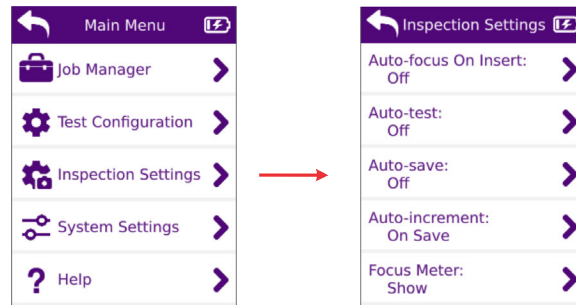 Main Menu
Job Manager
Test Configuration
Inspection Settings
System Settings
? Help
Inspection Settings
Auto-focus On Insert:
Off
Auto-test:
Off
Auto-save:
Off
Auto-increment:
On Save
Focus Meter:
Show